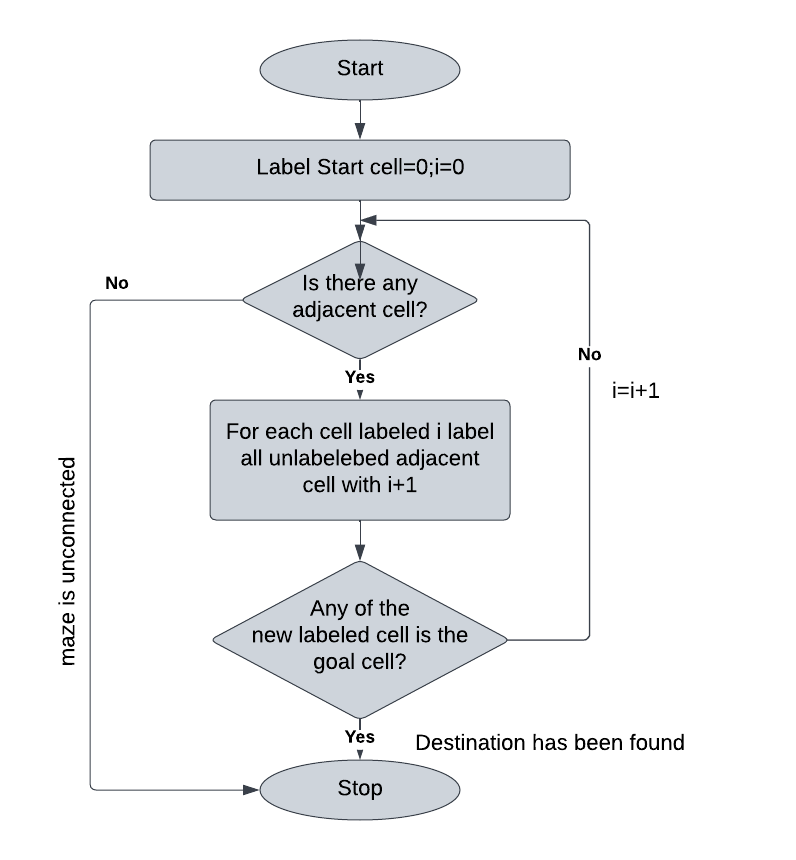 Start
Label Start cell=0;i=0
No
Is there any
adjacent cell?
No
Yes
i=i+1
For each cell labeled i label
all unlabelebed adjacent
cell with i+1
maze is unconnected
Any of the
new labeled cell is the
goal cell?
Yes
Destination has been found
Stop